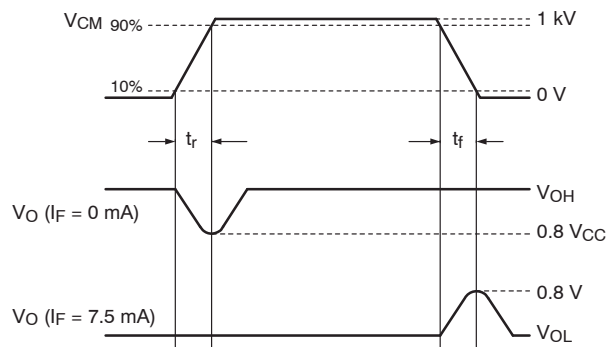 VCM 90% 1 kV
10% 0 V
tr tf
VO (IF = 0 mA) VOH
0.8 VCC
0.8 V
VO (IF = 7.5 mA) VOL